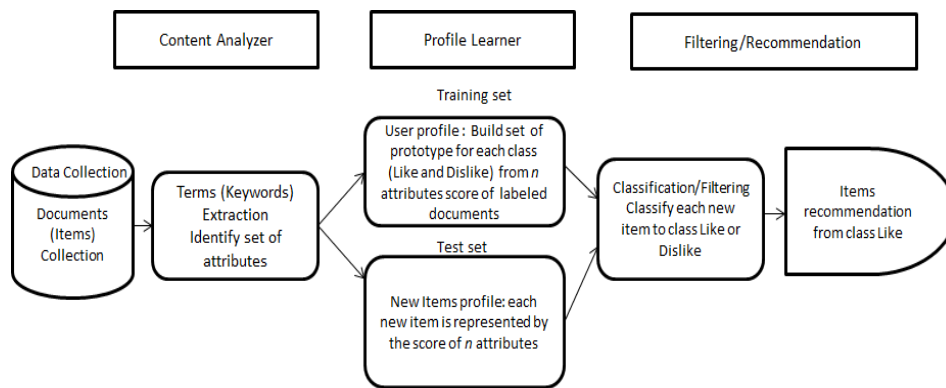 Content Analyzer
Profile Learner
Filtering/Recommendation
Training set
Data Collection
Documents
(Items)
Collection
Terms (Keywords)
Extraction
Identify set of
attributes
User profile : Build set of
prototype for each class
(Like and Dislike) from n
attributes score of labeled
documents
Test set
New Items profile: each
new item is represented by
the score of n attributes
Classification/Filtering
Classify each new
item to class Like or
Dislike
Items
recommendation
from class Like